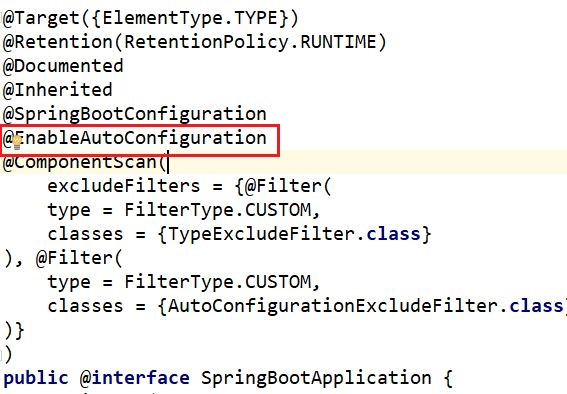 @Target({ElementType.TYPE})
@Retention(RetentionPolicy.RUNTIME)
@Documented
@Inherited
@SpringBootConfiguration
@EnableAutoConfiguration
@ComponentScan(
    excludeFilters = {@Filter(
    type = FilterType.CUSTOM,
    classes = {TypeExcludeFilter.class}
), @Filter(
    type = FilterType.CUSTOM,
    classes = {AutoConfigurationExcludeFilter.class}
)}
)
public @interface SpringBootApplication {